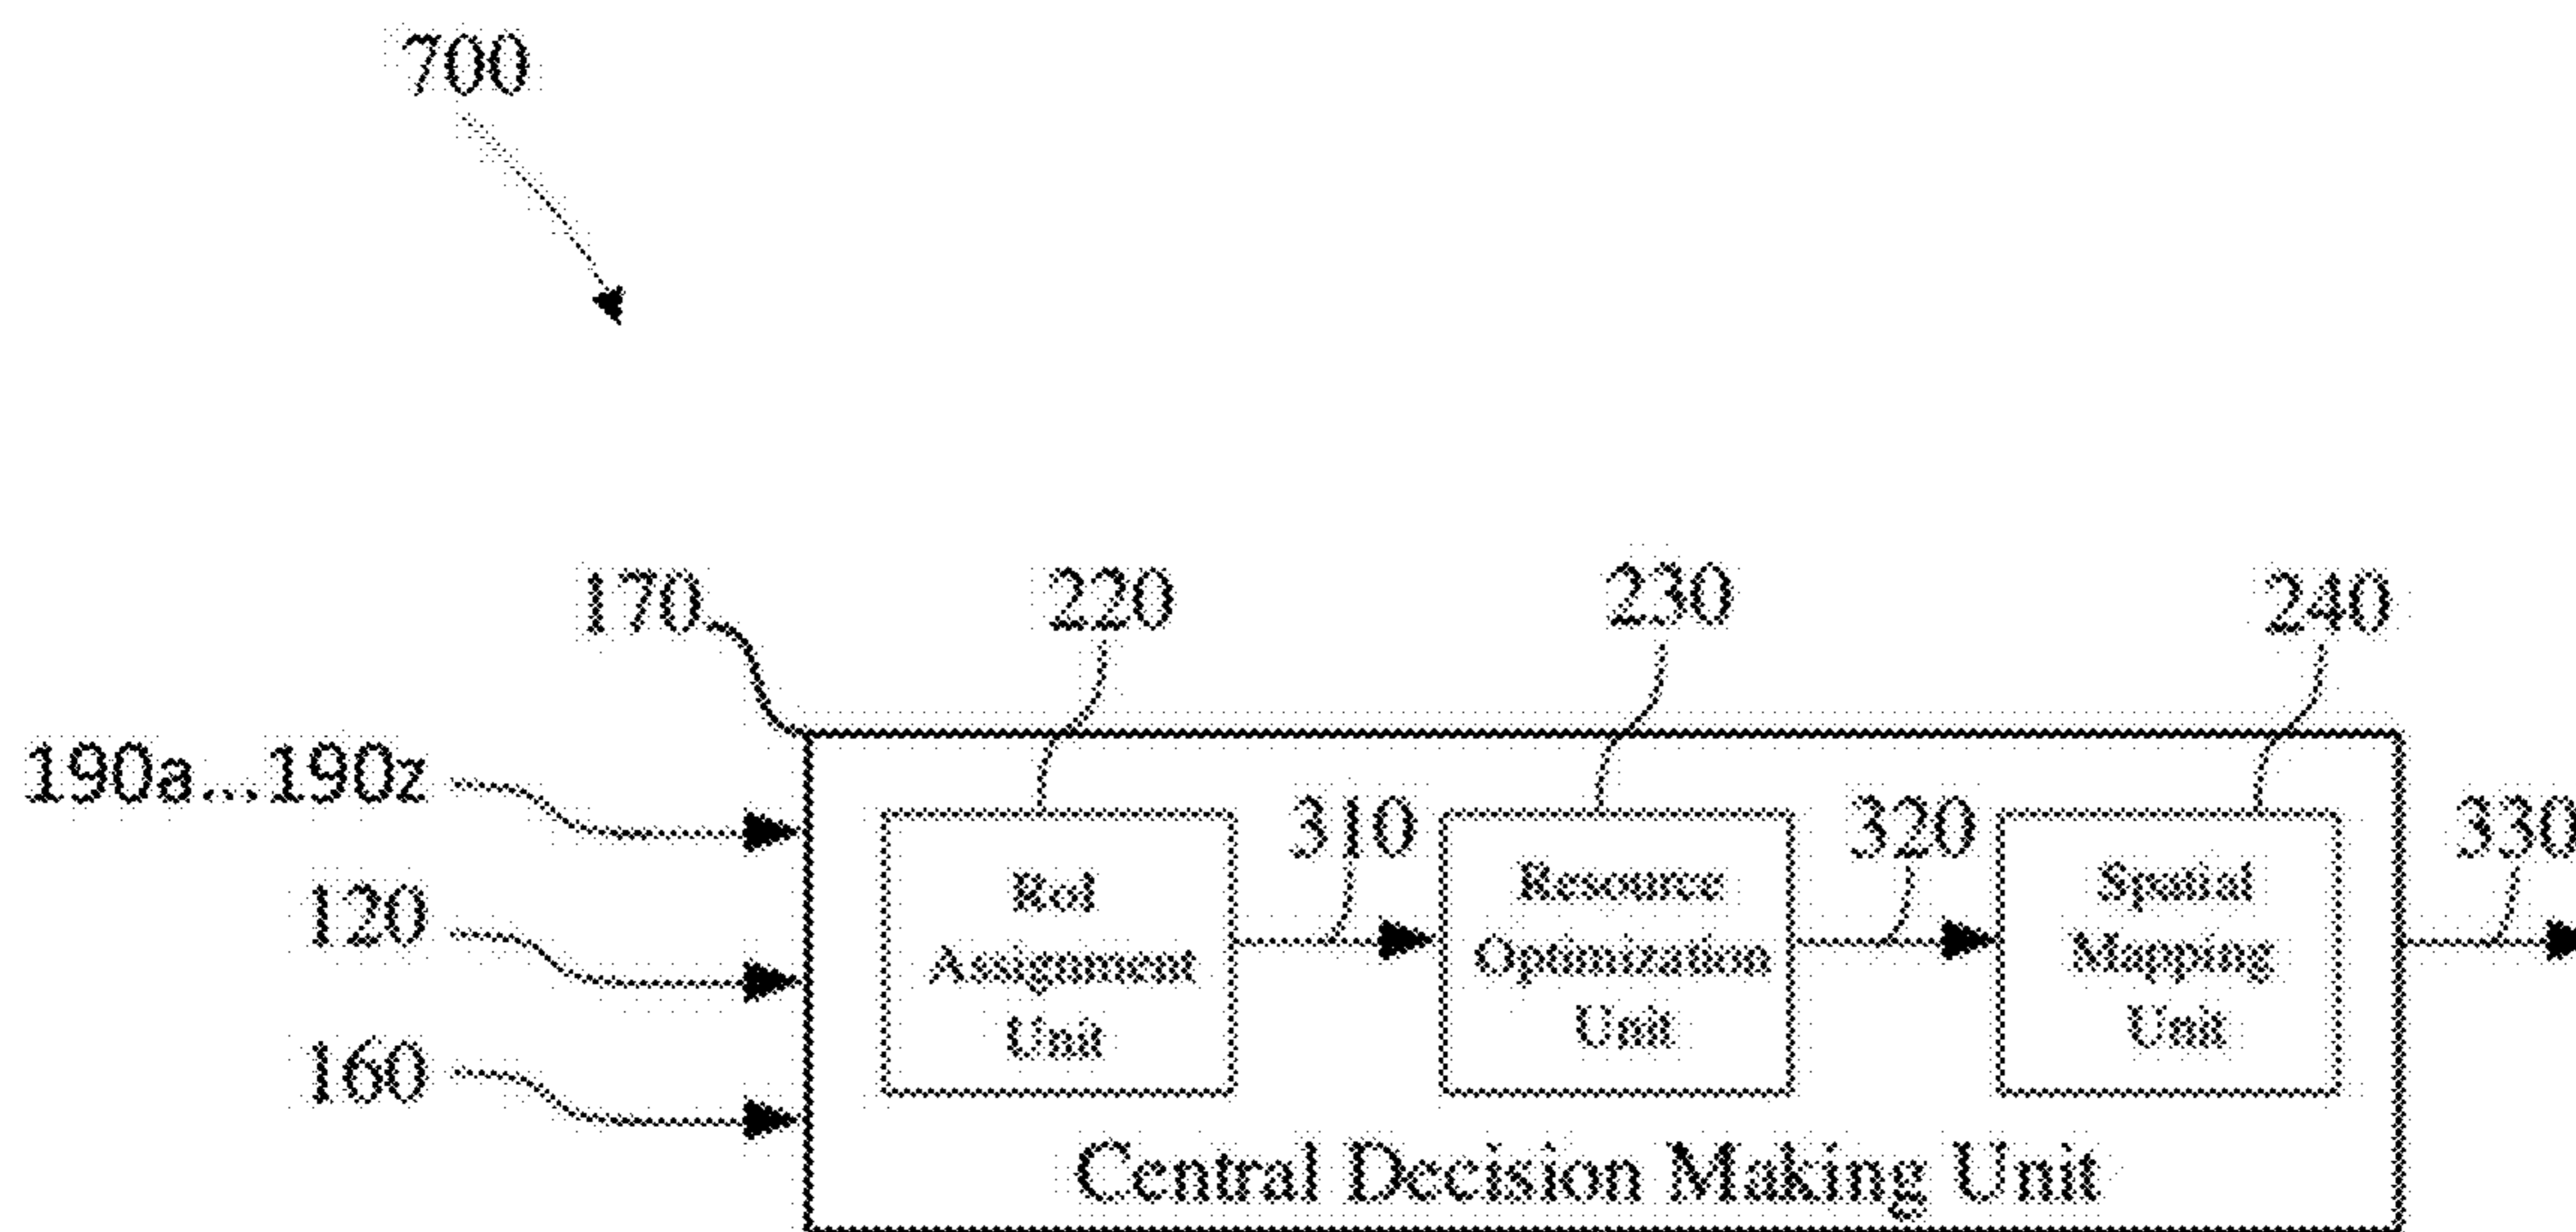 700
170
220
230
240
190a...190z
120
160
310
320
330
RoI
Assignment
Unit
Resource
Optimization
Unit
Spatial
Mapping
Unit
Central Decision Making Unit